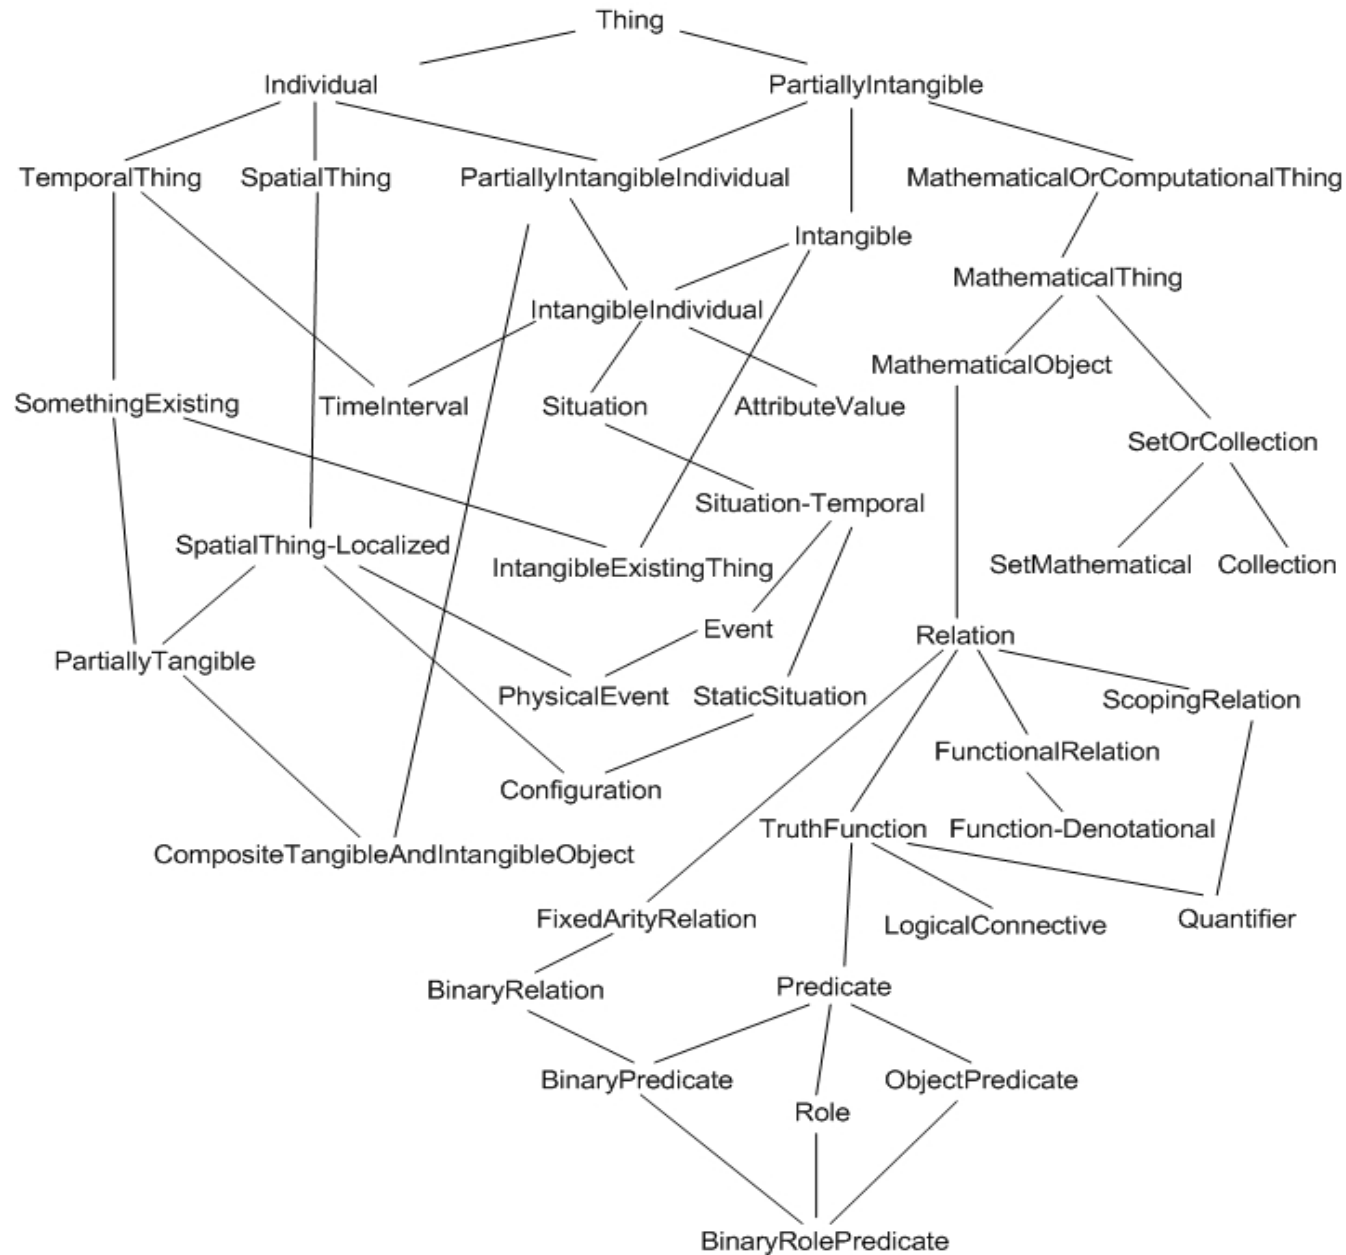 Thing
Individual
PartiallyIntangible
TemporalThing
SpatialThing
PartiallyIntangibleIndividual
MathematicalOrComputationalThing
Intangible
MathematicalThing
IntangibleIndividual
MathematicalObject
SomethingExisting
TimeInterval
Situation
AttributeValue
SetOrCollection
Situation-Temporal
SpatialThing-Localized
IntangibleExistingThing
SetMathematical
Collection
Event
Relation
PartiallyTangible
PhysicalEvent
StaticSituation
ScopingRelation
FunctionalRelation
Configuration
TruthFunction
Function-Denotational
CompositeTangibleAndIntangibleObject
FixedArityRelation
LogicalConnective
Quantifier
BinaryRelation
Predicate
BinaryPredicate
ObjectPredicate
Role
BinaryRolePredicate